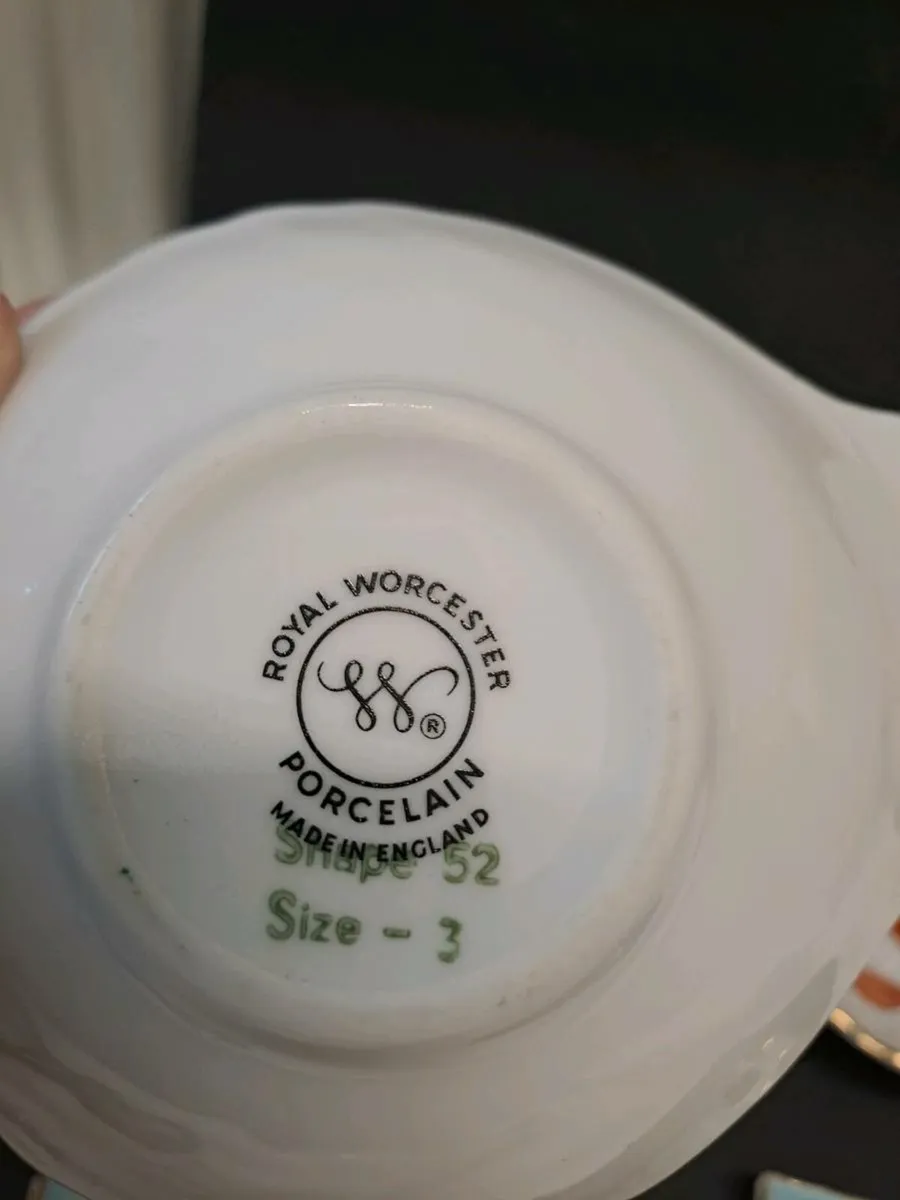 ROYAL WORCESTER
W®
PORCELAIN
MADE IN ENGLAND
Shape 52
Size - 3